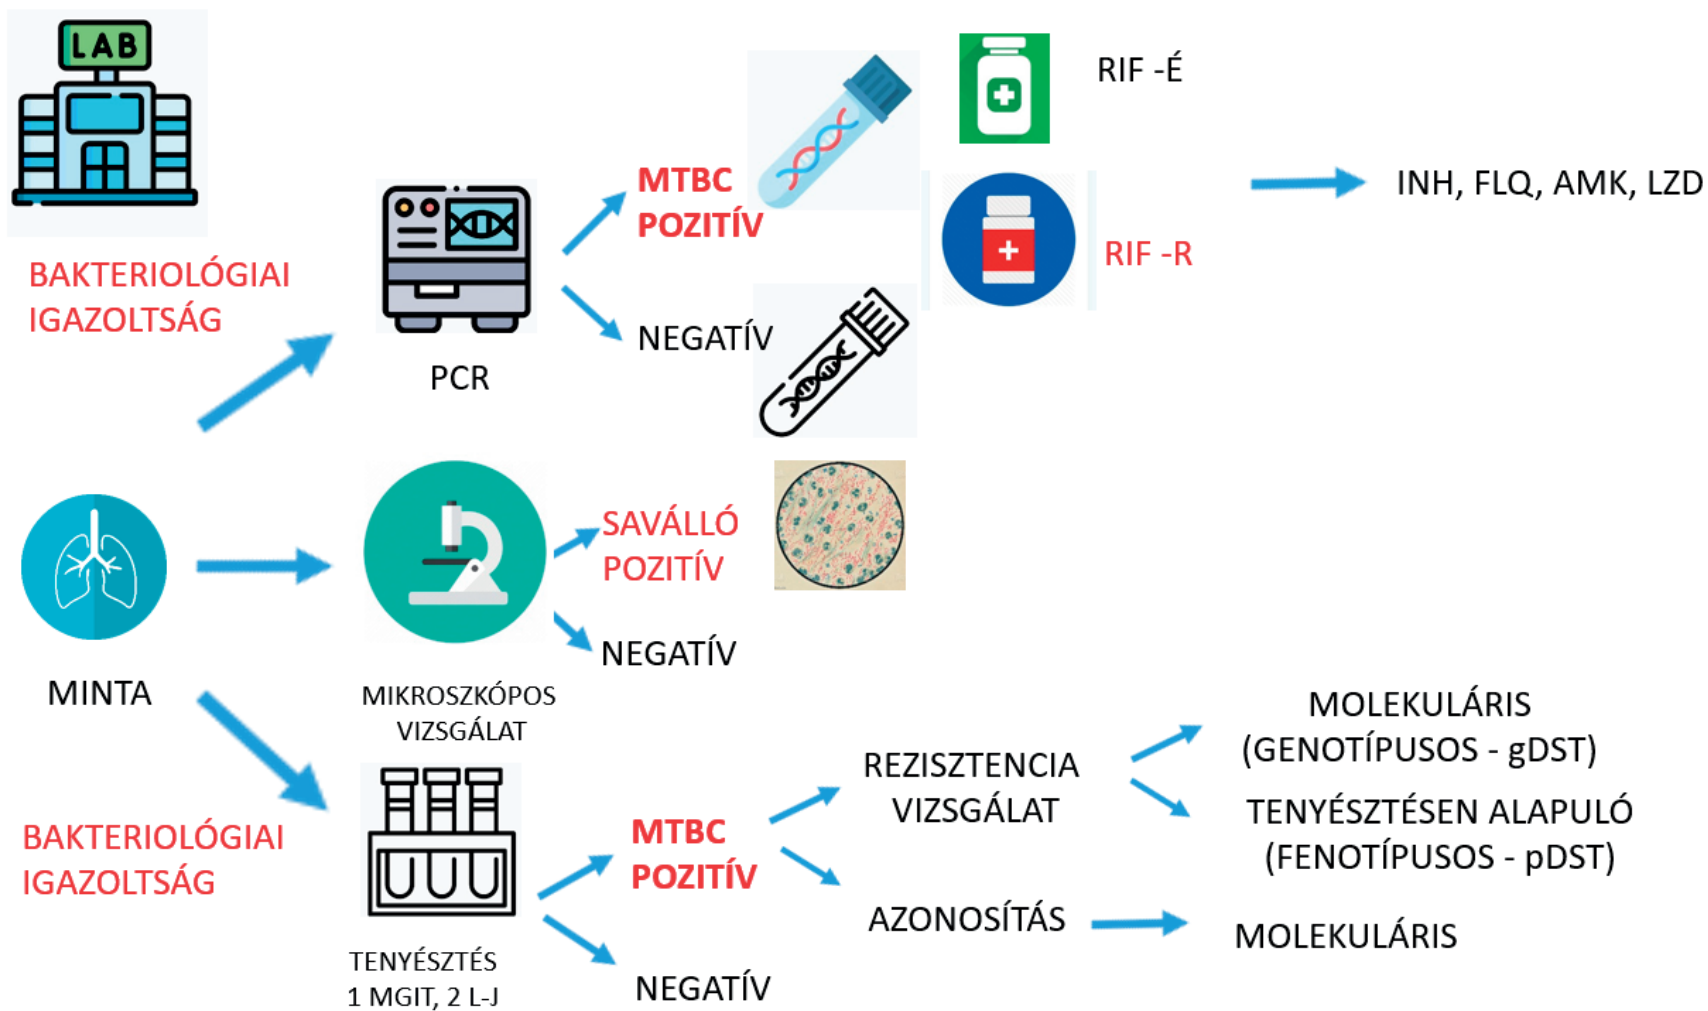 LAB
BAKTERIOLÓGIAI
IGAZOLTSÁG
PCR
MTBC
POZITÍV
NEGATÍV
RIF -É
RIF -R
INH, FLQ, AMK, LZD
MINTA
MIKROSZKÓPOS
VIZSGÁLAT
SAVÁLLÓ
POZITÍV
NEGATÍV
BAKTERIOLÓGIAI
IGAZOLTSÁG
TENYÉSZTÉS
1 MGIT, 2 L-J
MTBC
POZITÍV
NEGATÍV
REZISZTENCIA
VIZSGÁLAT
AZONOSÍTÁS
MOLEKULÁRIS
(GENOTÍPUSOS - gDST)
TENYÉSZTÉSEN ALAPULÓ
(FENOTÍPUSOS - pDST)
MOLEKULÁRIS